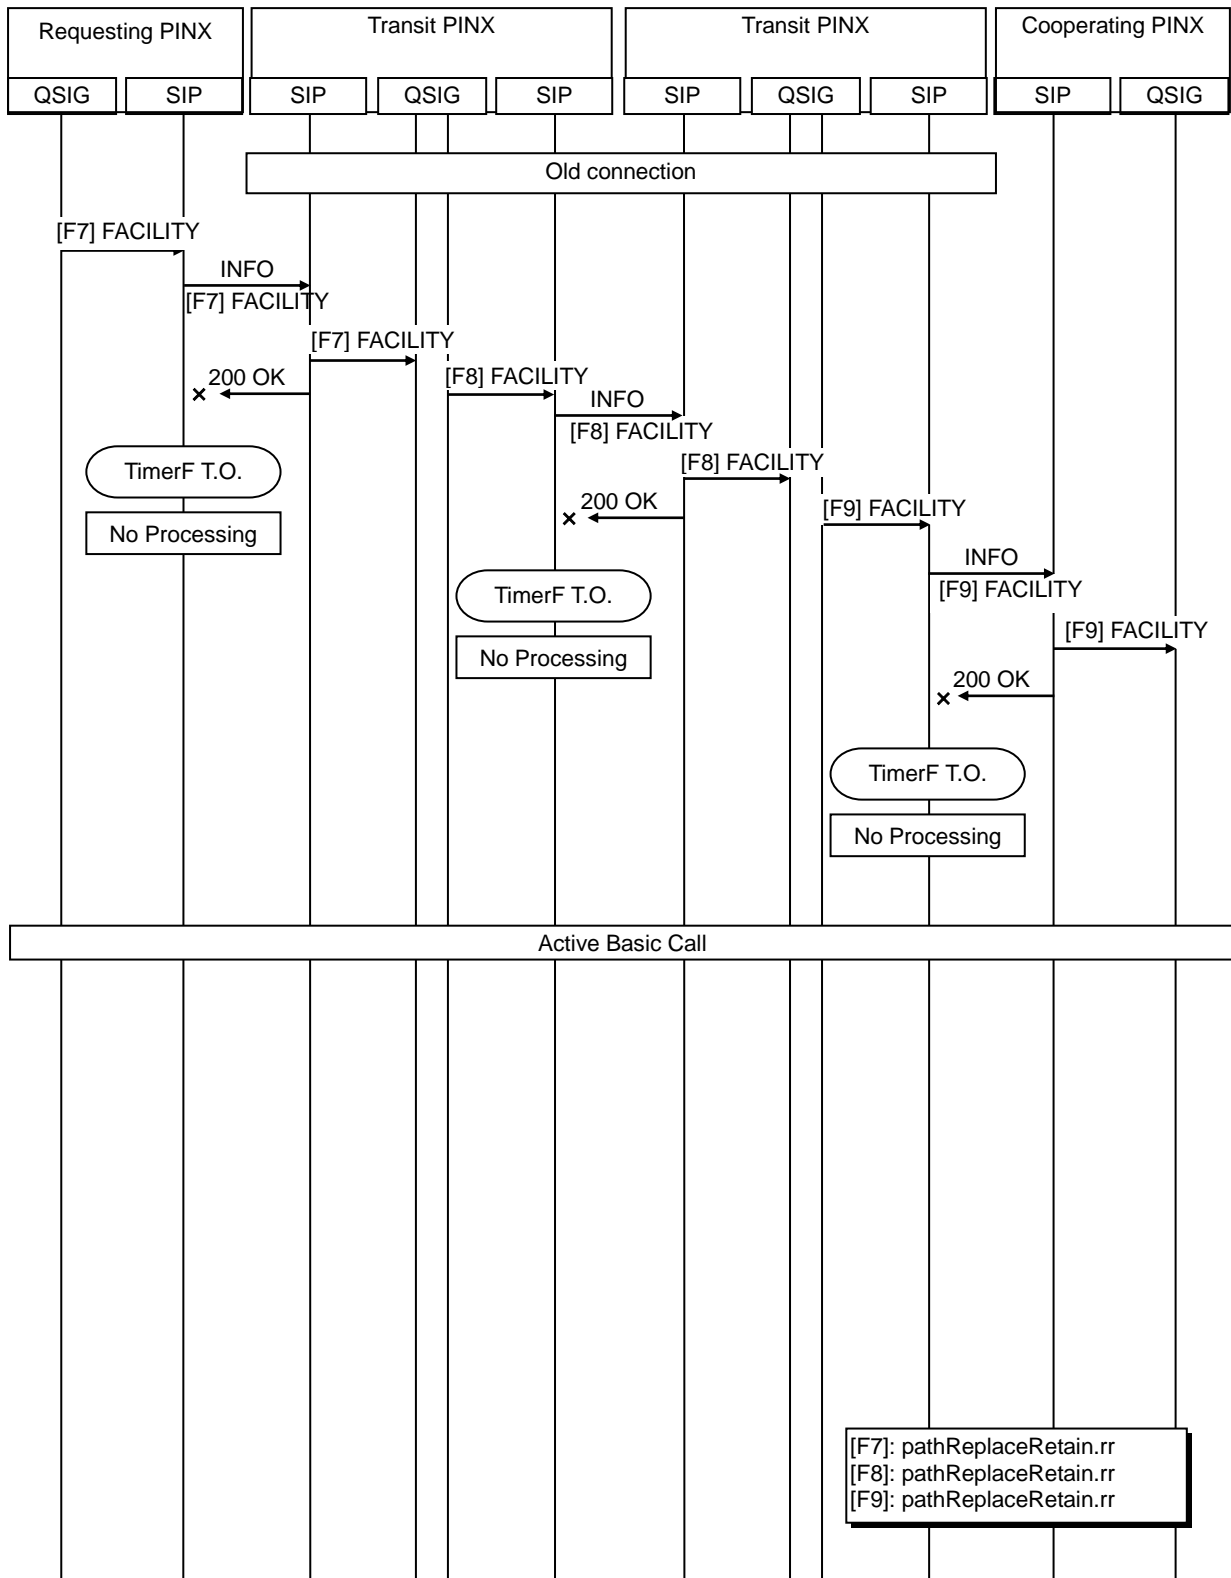 Requesting PINX
Transit PINX
Transit PINX
Cooperating PINX
QSIG
SIP
SIP
QSIG
SIP
SIP
QSIG
SIP
SIP
QSIG
Old connection
[F7] FACILITY
INFO
[F7] FACILITY
[F7] FACILITY
200 OK
[F8] FACILITY
INFO
[F8] FACILITY
TimerF T.O.
[F8] FACILITY
200 OK
[F9] FACILITY
No Processing
INFO
[F9] FACILITY
TimerF T.O.
[F9] FACILITY
No Processing
200 OK
TimerF T.O.
No Processing
Active Basic Call
[F7]: pathReplaceRetain.rr
[F8]: pathReplaceRetain.rr
[F9]: pathReplaceRetain.rr